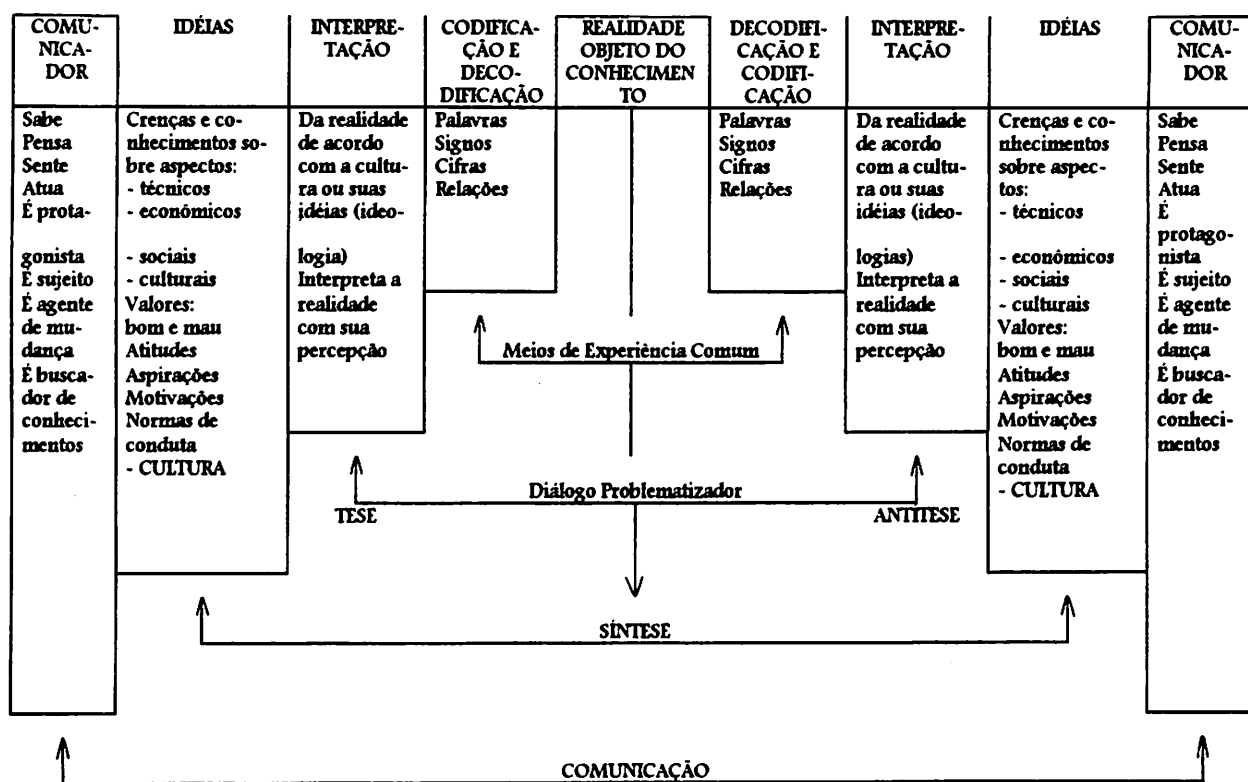 COMU-
NICA-
DOR
IDÉIAS
INTERPRE-
TAÇÃO
CODIFICA-
ÇÃO E
DECO-
DIFICAÇÃO
REALIDADE
OBJETO DO
CONHECIMEN
TO
DECODIFI-
CAÇÃO E
CODIFI-
CAÇÃO
INTERPRE-
TAÇÃO
IDÉIAS
COMU-
NICA-
DOR
Sabe
Pensa
Sente
Atua
É prota-
gonista
É sujeito
É agente
de mu-
dança
É busca-
dor de
conheci-
mentos
Crenças e co-
nhecimentos so-
bre aspectos:
- técnicos
- econômicos
- sociais
- culturais
Valores:
bom e mau
Atitudes
Aspirações
Motivações
Normas de
conduta
- CULTURA
Da realidade
de acordo
com a cultu-
ra ou suas
idéias (ideo-
logia)
Interpreta a
realidade
com sua
percepção
Palavras
Signos
Cifras
Relações
Palavras
Signos
Cifras
Relações
Da realidade
de acordo
com a cultu-
ra ou suas
idéias (ideo-
logias)
Interpreta a
realidade
com sua
percepção
Crenças e co-
nhecimentos
sobre aspec-
tos:
- técnicos
- econômicos
- sociais
- culturais
Valores:
bom e mau
Atitudes
Aspirações
Motivações
Normas de
conduta
- CULTURA
Sabe
Pensa
Sente
Atua
É
protago-
nista
É sujeito
É agente
de mu-
dança
É busca-
dor de
conheci-
mentos
Meios de Experiência Comum
Diálogo Problematizador
TESE
ANTÍTESE
SÍNTESE
COMUNICAÇÃO